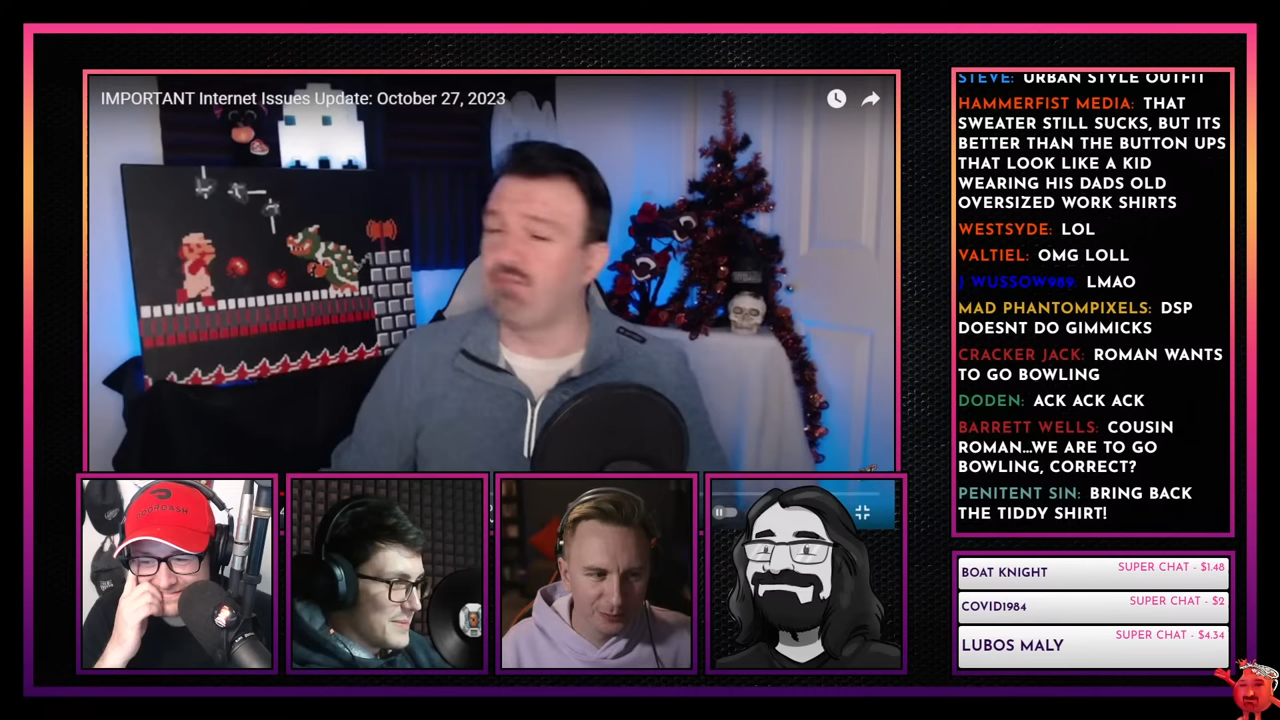 IMPORTANT Internet Issues Update: October 27, 2023
DOORDASH
STEVE: URBAN STYLE OUTFIT
HAMMERFIST MEDIA: THAT
SWEATER STILL SUCKS, BUT ITS
BETTER THAN THE BUTTON UPS
THAT LOOK LIKE A KID
WEARING HIS DADS OLD
OVERSIZED WORK SHIRTS
WESTSYDE: LOL
VALTIEL: OMG LOLL
J WUSSOW989: LMAO
MAD PHANTOMPIXELS: DSP
DOESNT DO GIMMICKS
CRACKER JACK: ROMAN WANTS
TO GO BOWLING
DODEN: ACK ACK ACK
BARRETT WELLS: COUSIN
ROMAN...WE ARE TO GO
BOWLING, CORRECT?
PENITENT SIN: BRING BACK
THE TIDDY SHIRT!
BOAT KNIGHT SUPER CHAT - $1.48
COVID1984 SUPER CHAT - $2
LUBOS MALY SUPER CHAT - $4.34